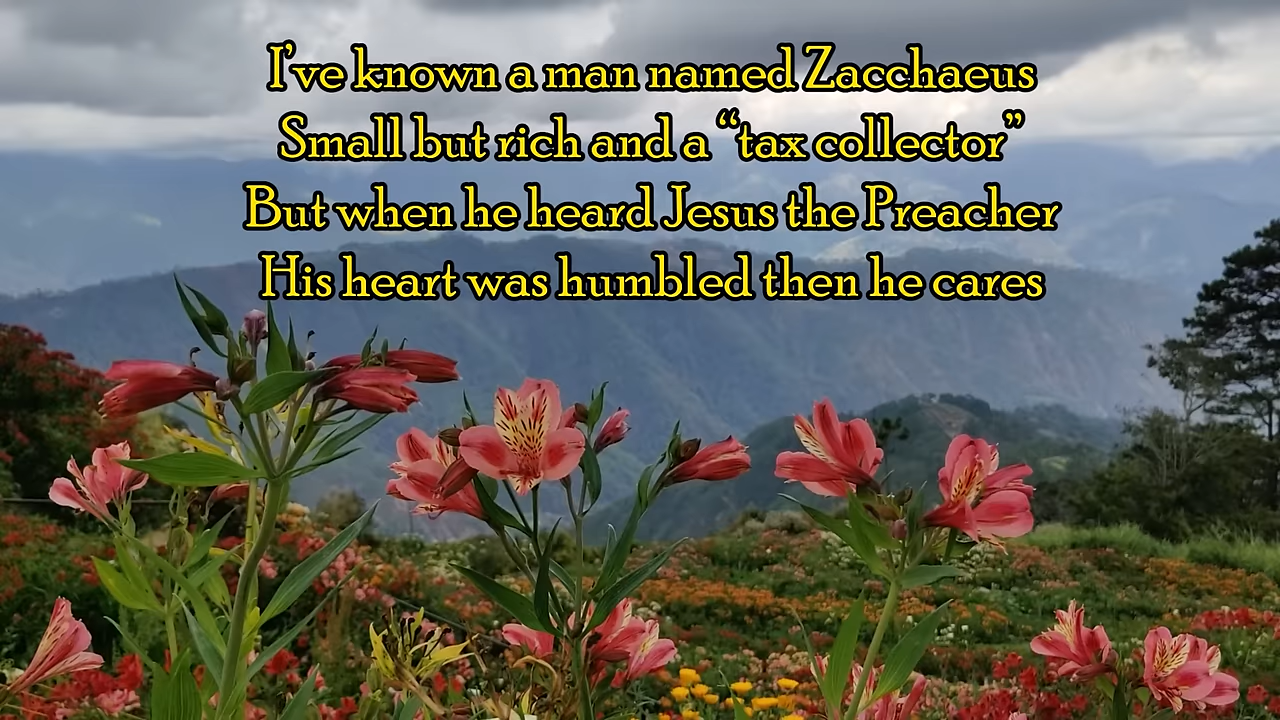 I’ve known a man named Zacchaeus
Small but rich and a “tax collector”
But when he heard Jesus the Preacher
His heart was humbled then he cares